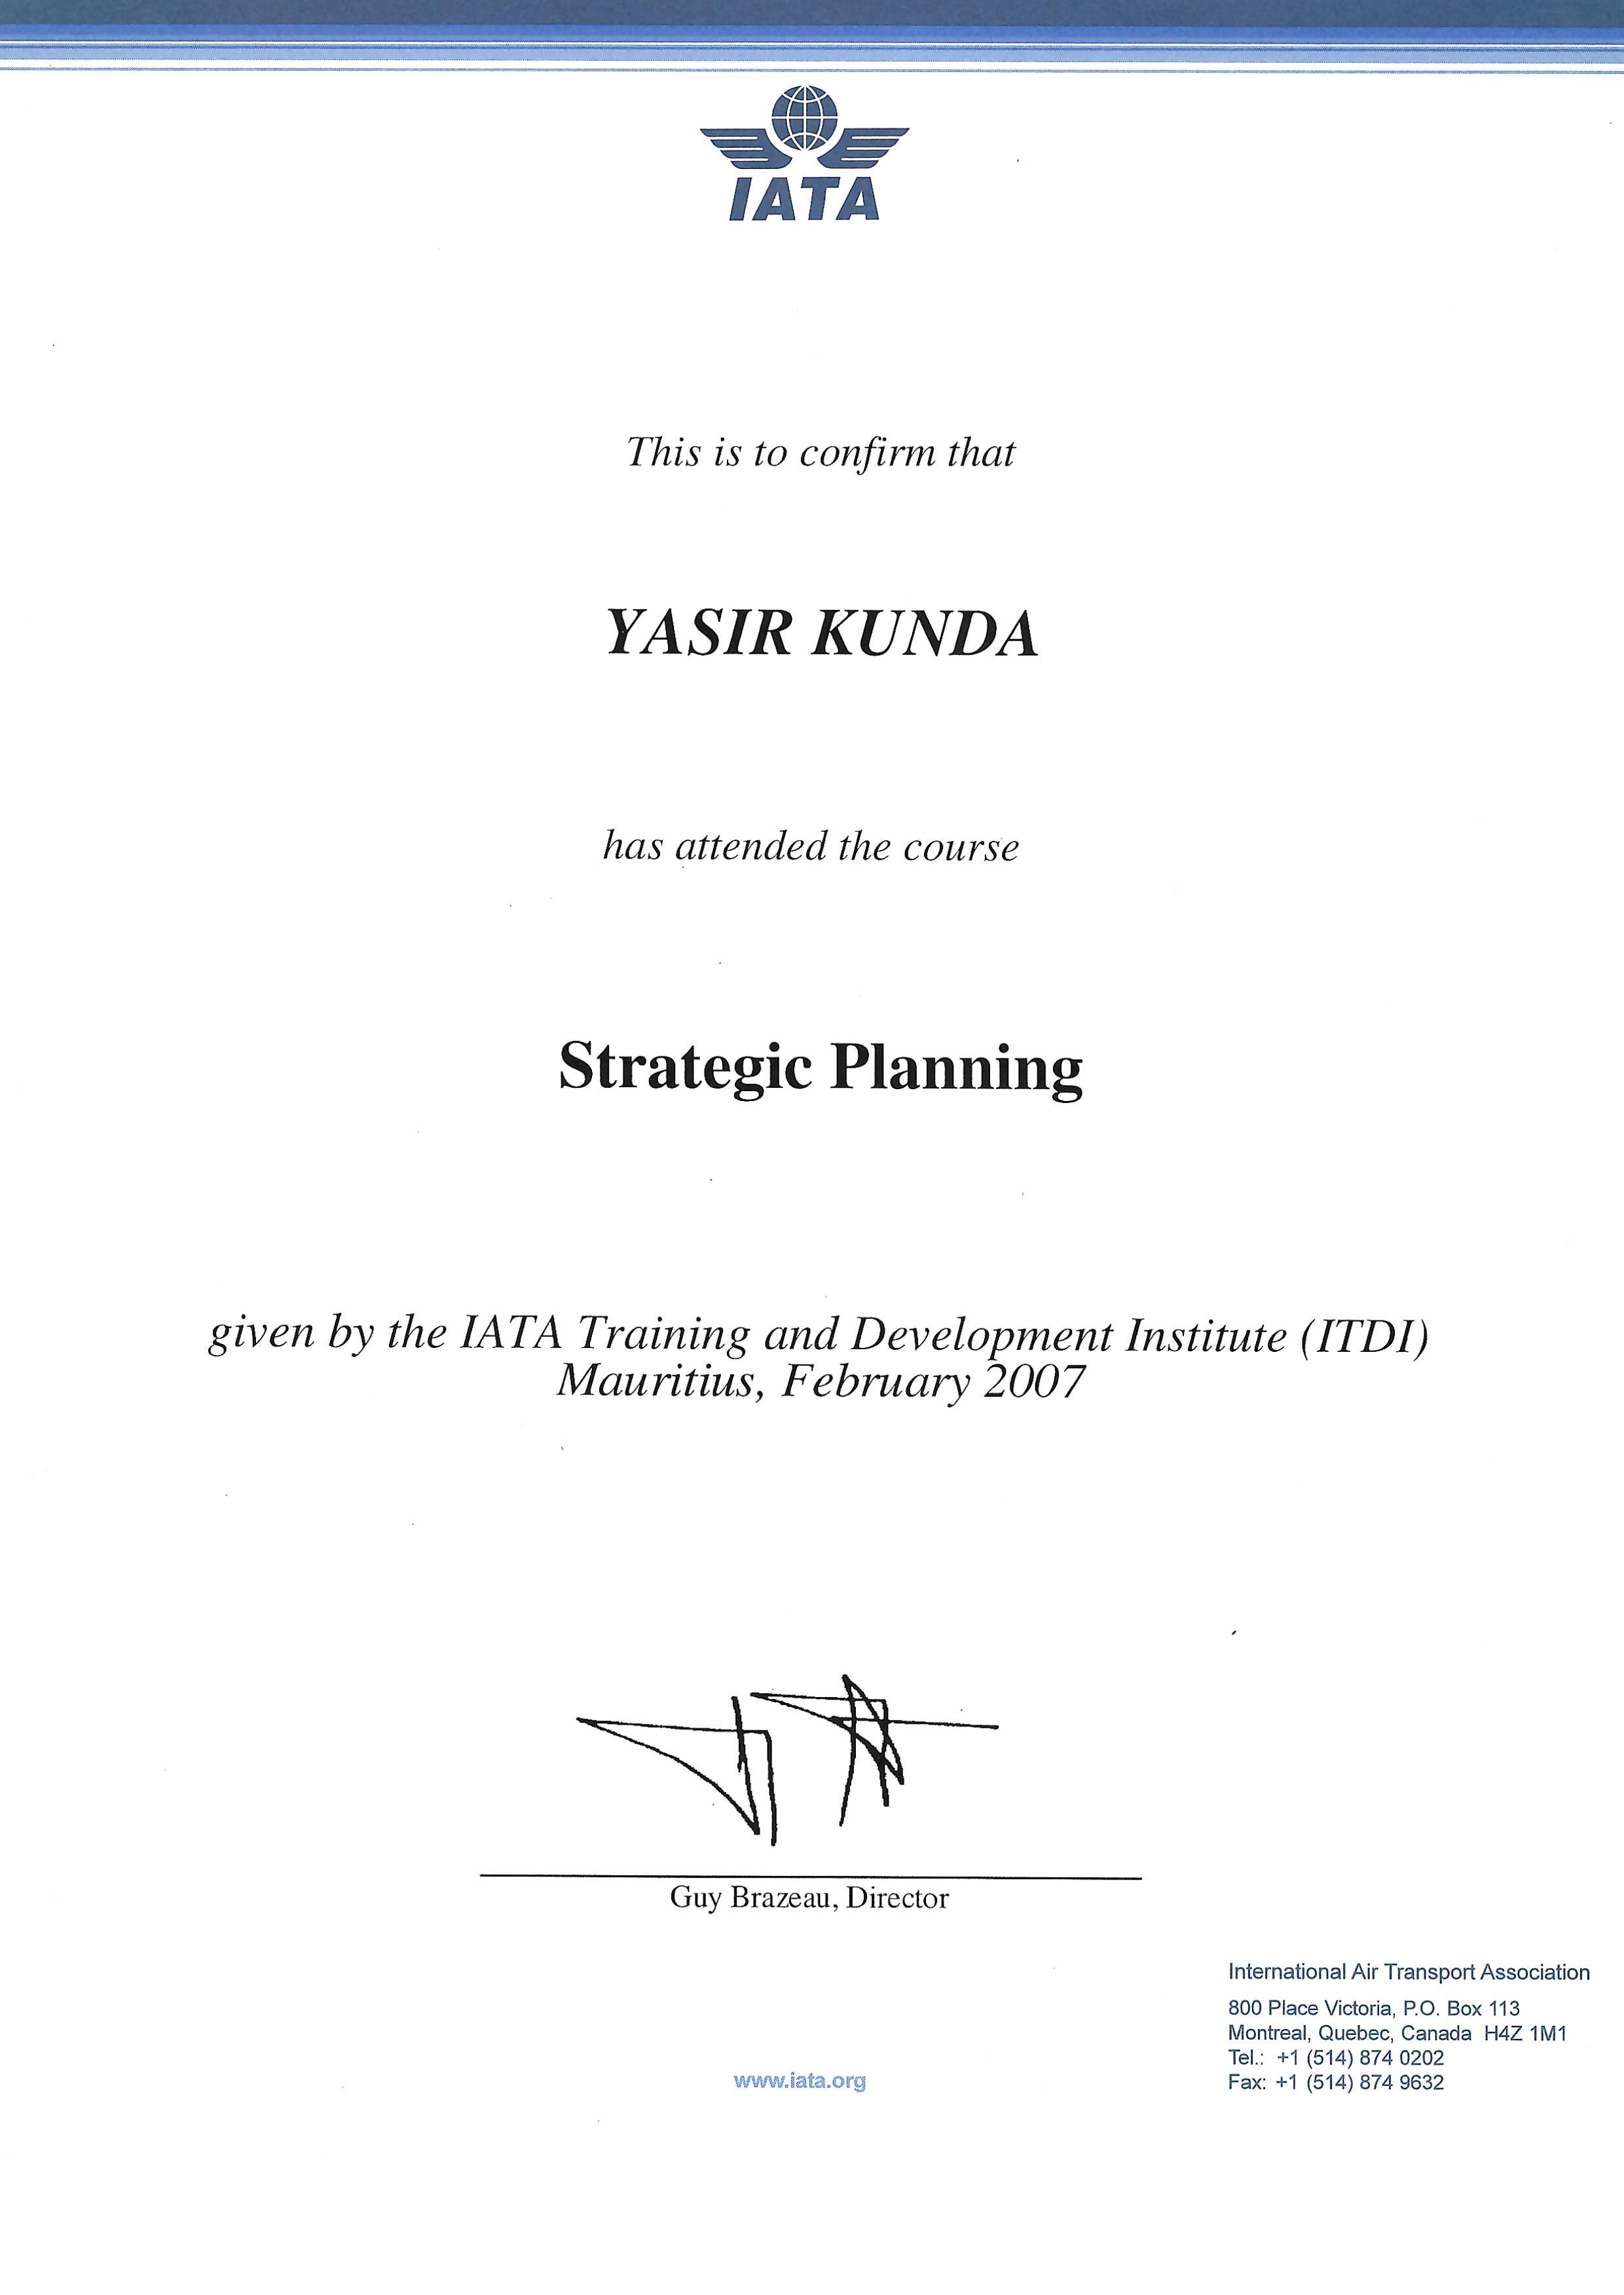 IATA
This is to confirm that
YASIR KUNDA
has attended the course
Strategic Planning
given by the IATA Training and Development Institute (ITDI)
Mauritius, February 2007
Guy Brazeau, Director
International Air Transport Association
800 Place Victoria, P.O. Box 113
Montreal, Quebec, Canada  H4Z 1M1
Tel.:  +1 (514) 874 0202
Fax:  +1 (514) 874 9632
www.iata.org